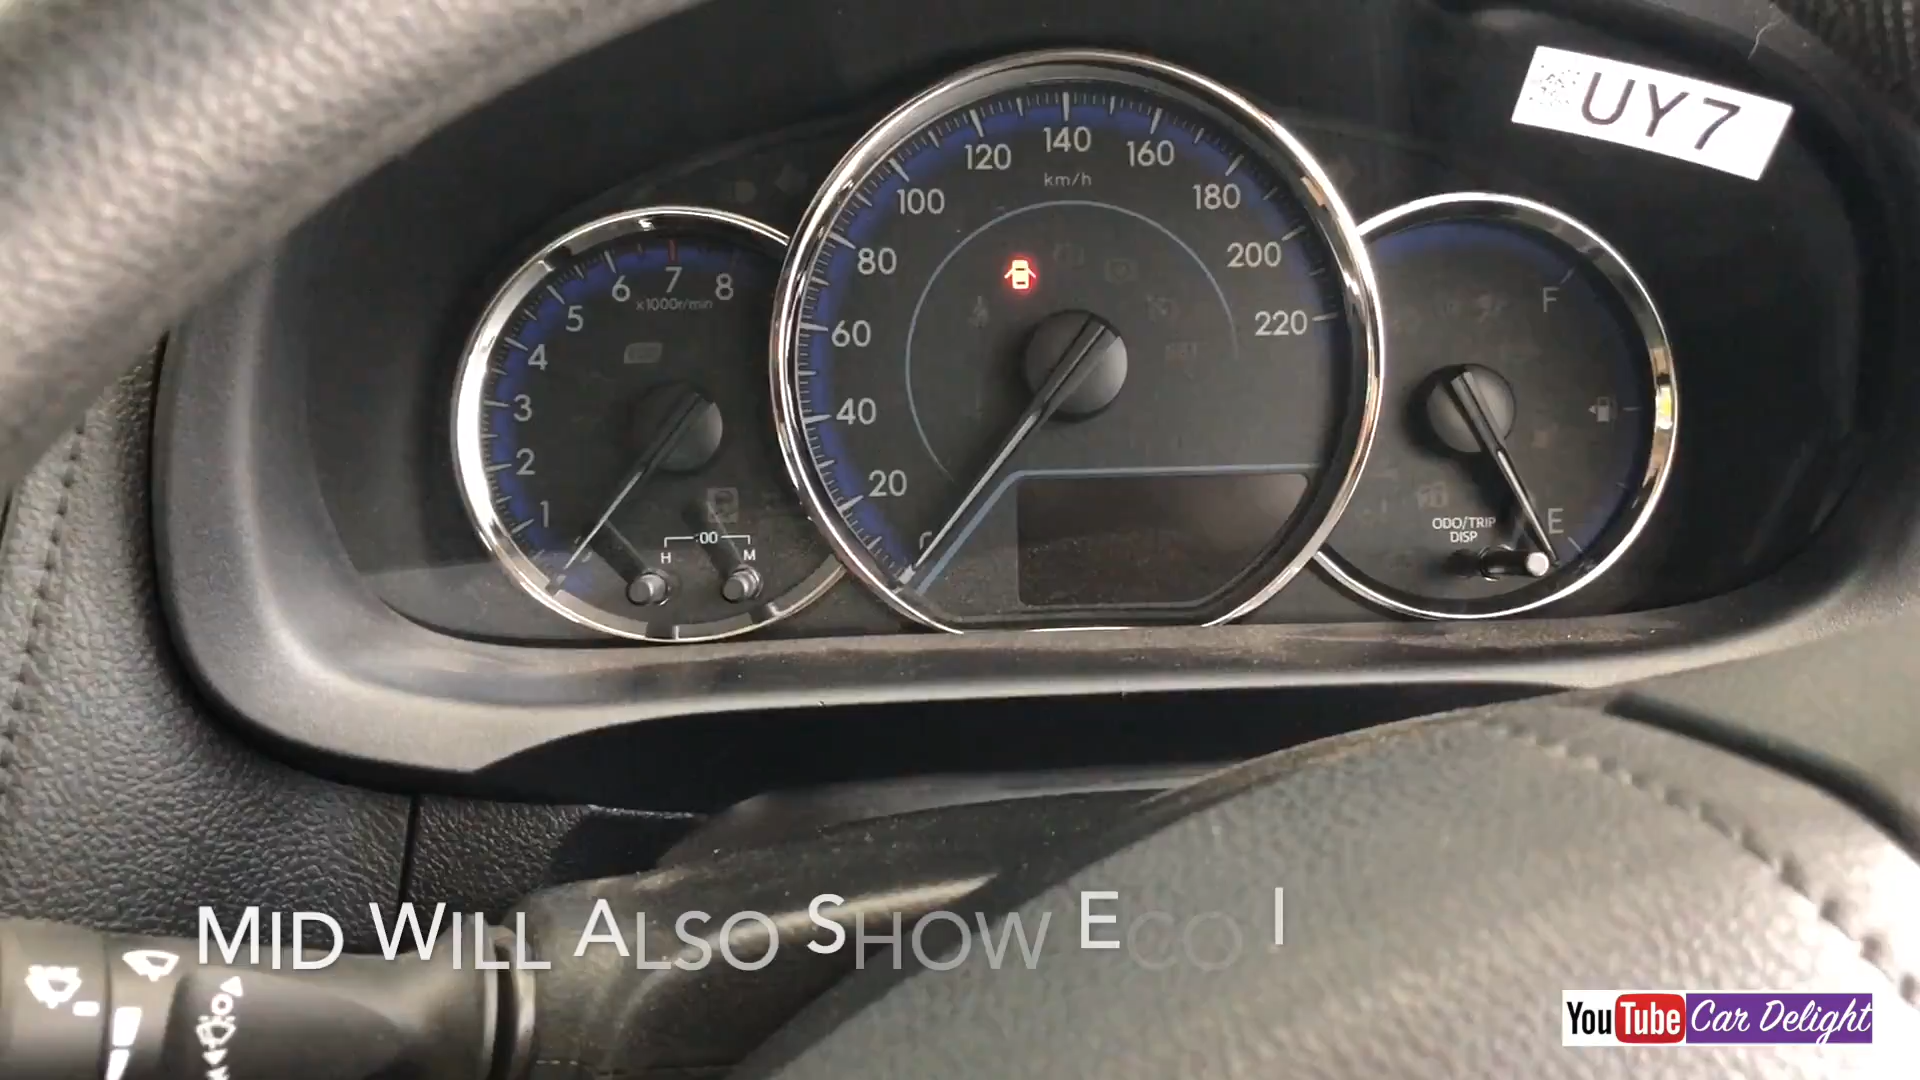 UY7
120 140 160
km/h
100 180
80 200
60 220
40
20
6 7 8
x1000r/min
5
4
3
2
1
:00
H M
F
E
ODO/TRIP
DISP
MID WILL ALSO SHOW ECO I
YouTube Car Delight